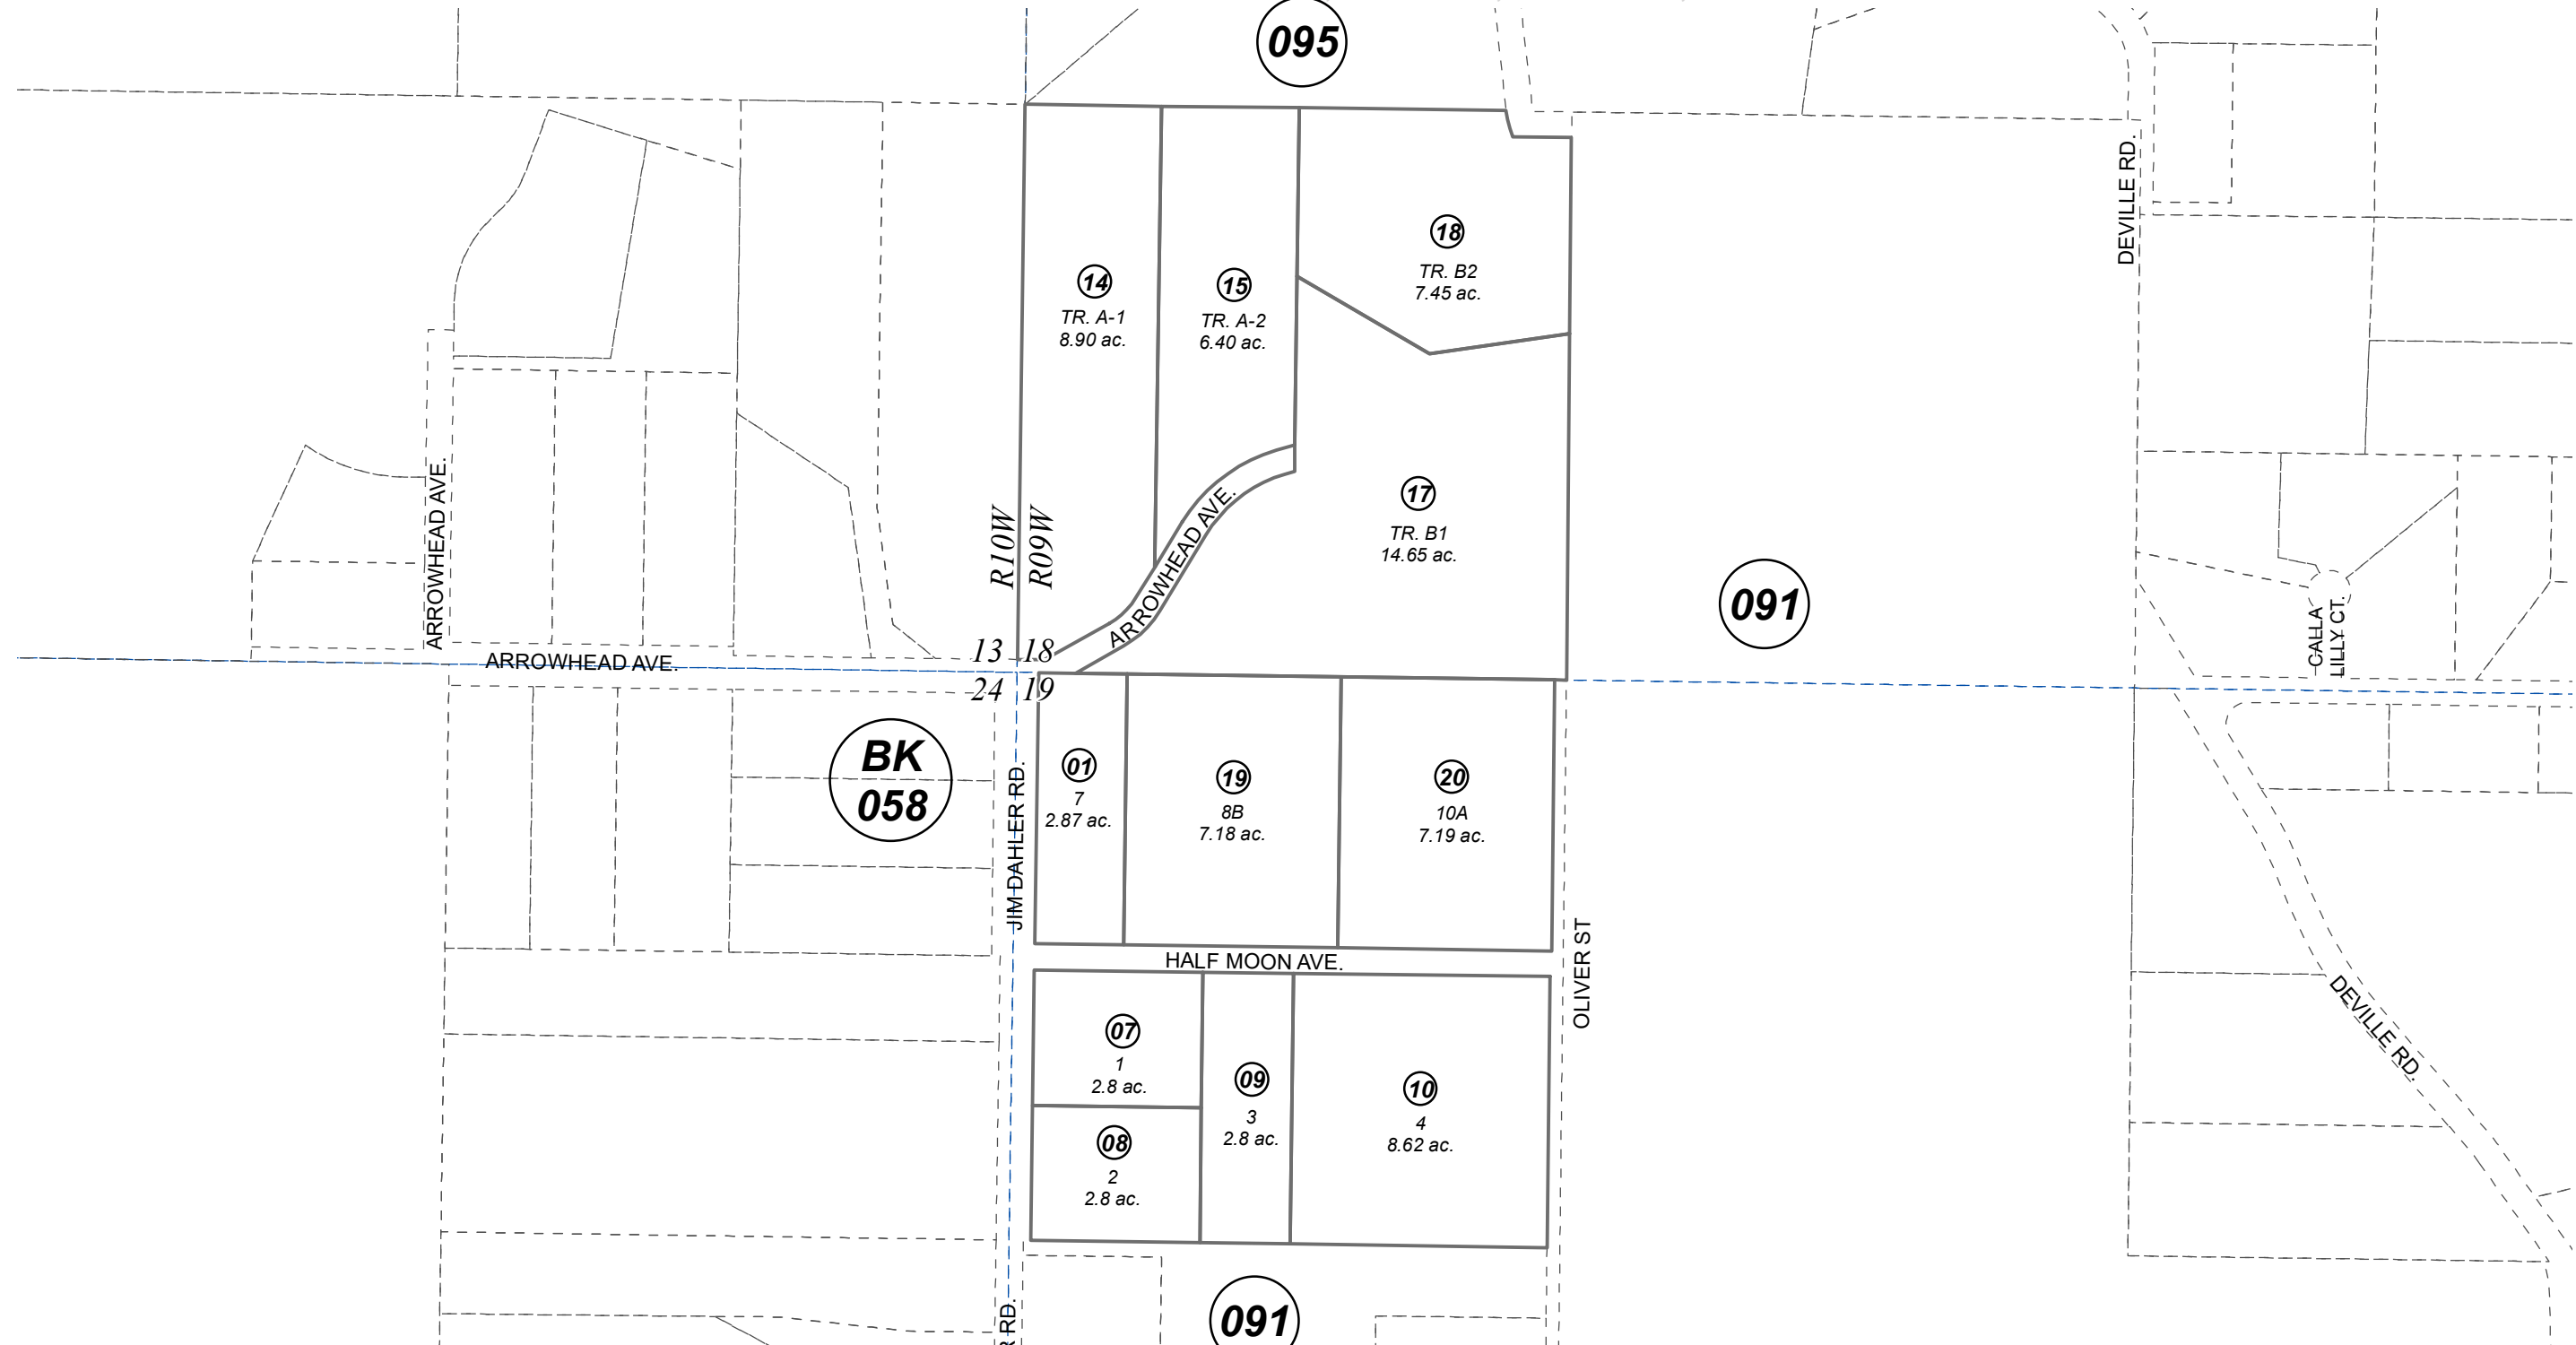 095
DEVILLE RD.
18
TR. B2
7.45 ac.
14
TR. A-1
8.90 ac.
15
TR. A-2
6.40 ac.
ARROWHEAD AVE.
R10W
R09W
17
TR. B1
14.65 ac.
ARROWHEAD AVE.
091
CALLA
LILLY CT.
13 18
ARROWHEAD AVE.
24 19
BK
058
JIM DAHLER RD.
01
7
2.87 ac.
19
8B
7.18 ac.
20
10A
7.19 ac.
HALF MOON AVE.
OLIVER ST
DEVILLE RD.
07
1
2.8 ac.
09
3
2.8 ac.
10
4
8.62 ac.
08
2
2.8 ac.
RD.
091